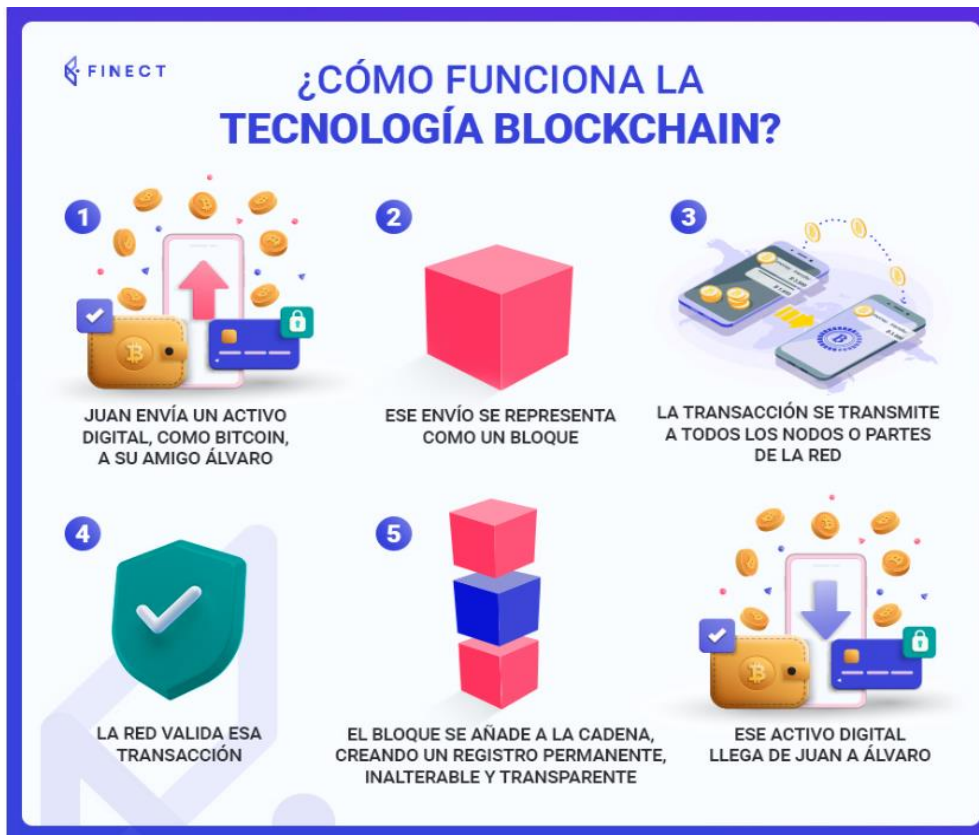 FINECT
¿CÓMO FUNCIONA LA
TECNOLOGÍA BLOCKCHAIN?
1
JUAN ENVÍA UN ACTIVO
DIGITAL, COMO BITCOIN,
A SU AMIGO ÁLVARO
2
ESE ENVÍO SE REPRESENTA
COMO UN BLOQUE
3
LA TRANSACCIÓN SE TRANSMITE
A TODOS LOS NODOS O PARTES
DE LA RED
4
LA RED VALIDA ESA
TRANSACCIÓN
5
EL BLOQUE SE AÑADE A LA CADENA,
CREANDO UN REGISTRO PERMANENTE,
INALTERABLE Y TRANSPARENTE
ESE ACTIVO DIGITAL
LLEGA DE JUAN A ÁLVARO